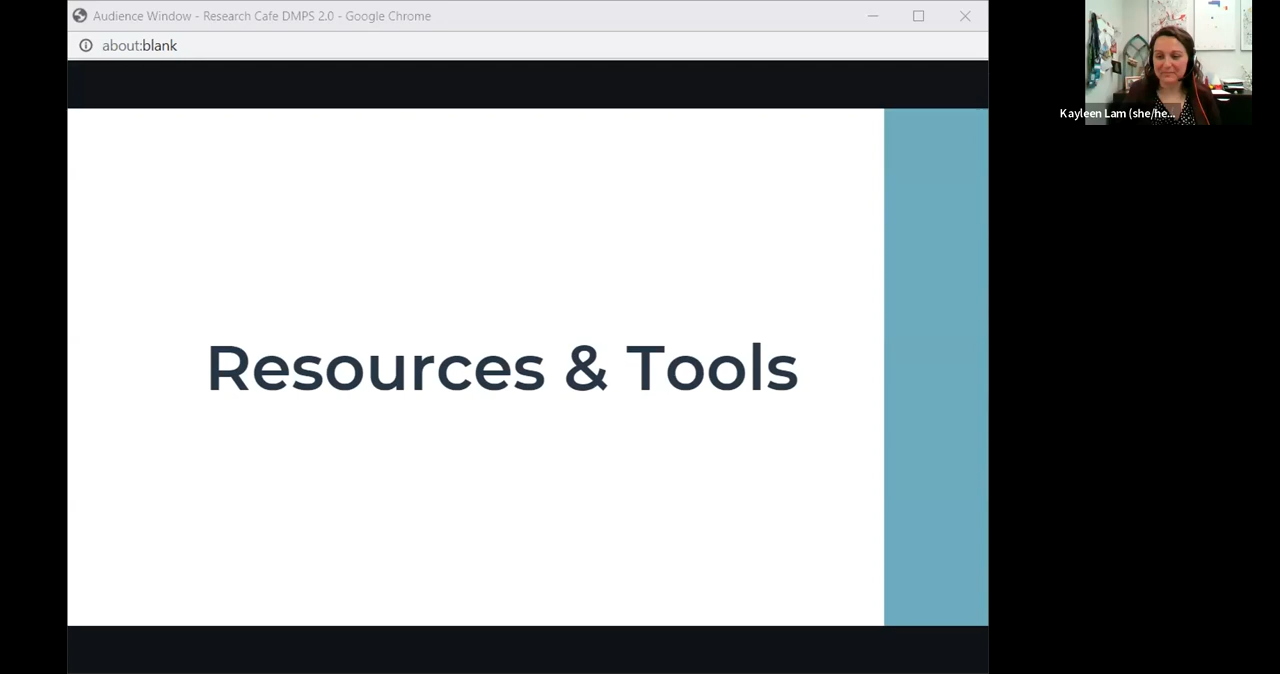 Audience Window - Research Cafe DMPS 2.0 - Google Chrome
about:blank
Kayleen Lam (she/he...
Resources & Tools